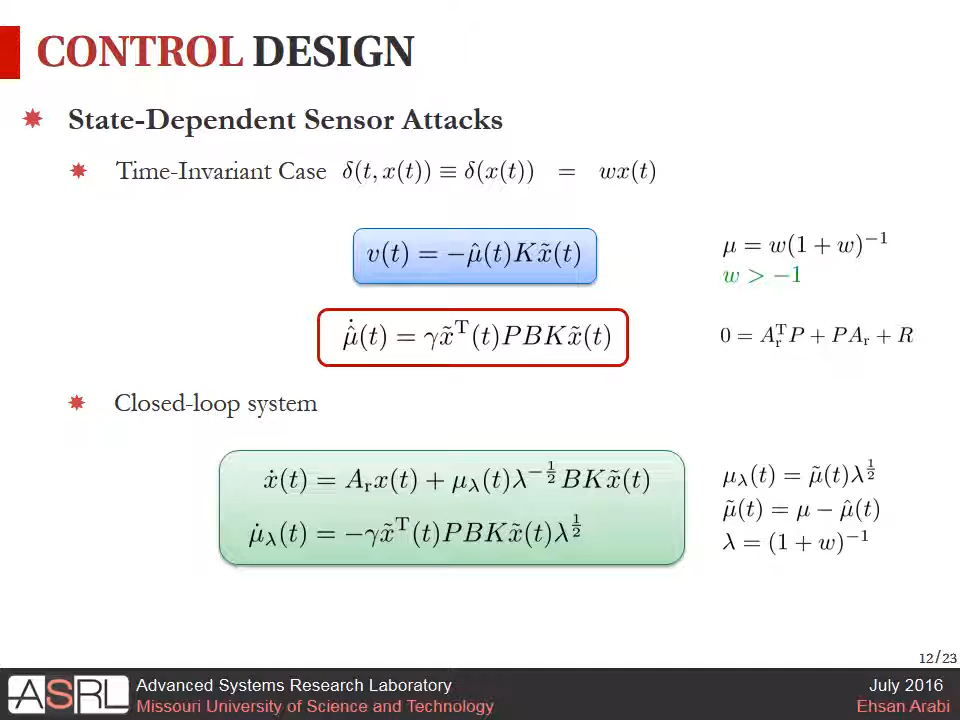 CONTROL DESIGN
State-Dependent Sensor Attacks
Time-Invariant Case δ(t, x(t)) ≡ δ(x(t)) = wx(t)
v(t) = −μ̂(t)Kx̃(t)
μ = w(1 + w)⁻¹
w > −1
μ̂̇(t) = γx̃ᵀ(t)PBKx̃(t)
0 = A_r^T P + PA_r + R
Closed-loop system
ẋ(t) = A_r x(t) + μ_λ(t)λ^{−1/2} BKx̃(t)
μ̇_λ(t) = −γx̃ᵀ(t)PBKx̃(t)λ^{1/2}
μ_λ(t) = μ̃(t)λ^{1/2}
μ̃(t) = μ − μ̂(t)
λ = (1 + w)⁻¹
12/23
ASRL
Advanced Systems Research Laboratory
Missouri University of Science and Technology
July 2016
Ehsan Arabi